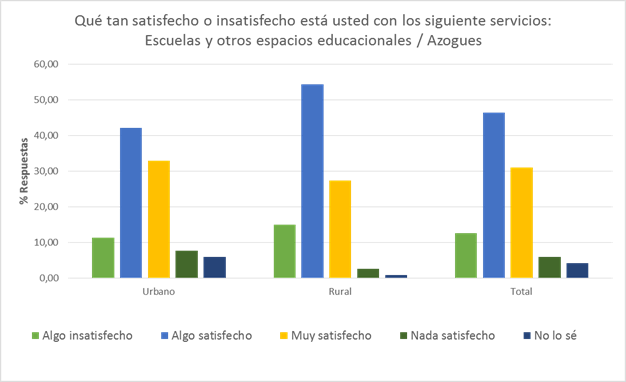 Qué tan satisfecho o insatisfecho está usted con los siguiente servicios:
Escuelas y otros espacios educacionales / Azogues
60,00
50,00
40,00
30,00
20,00
10,00
0,00
% Respuestas
Urbano Rural Total
Algo insatisfecho Algo satisfecho Muy satisfecho Nada satisfecho No lo sé